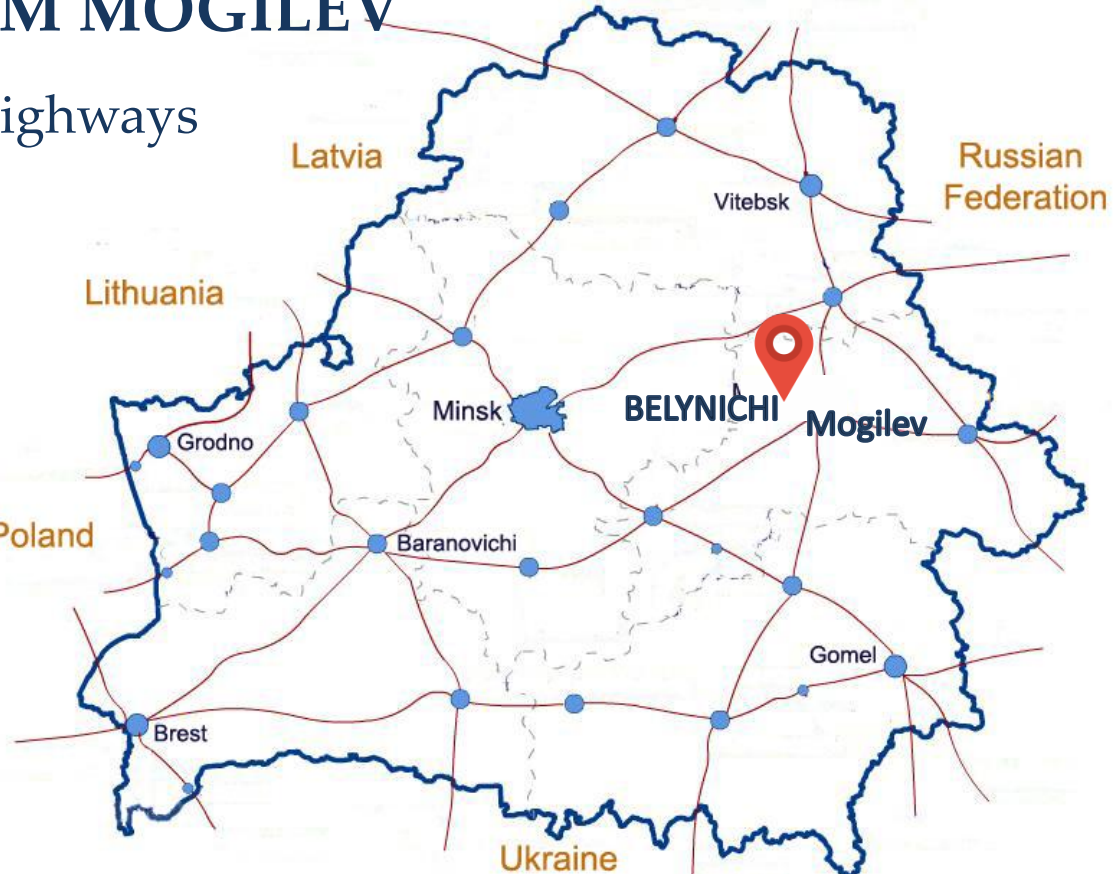 M MOGILEV
ighways
Latvia
Russian
Federation
Vitebsk
Lithuania
Minsk
BELYNICHI
Mogilev
Grodno
Poland
Baranovichi
Gomel
Brest
Ukraine